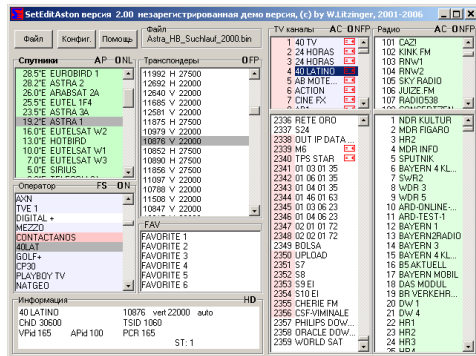 SetEditAston версия 2.00 незарегистрированная демо версия, (c) by W.Litzinger, 2001-2006
Файл
Конфиг.
Помощь
Файл
Astra_HB_Suchlauf_2000.bin
Спутники AP ONL
28.5°E EUROBIRD 1
28.2°E ASTRA 2
26.0°E ARABSAT 2A
25.5°E EUTEL 1F4
23.5°E ASTRA 3A
19.2°E ASTRA 1
16.0°E EUTELSAT W2
13.0°E HOTBIRD
10.0°E EUTELSAT W1
7.0°E EUTELSAT W3
5.0°E SIRIUS
Транспондеры OFP
11992 H 27500
12692 H 22000
12640 V 22000
11685 V 22000
12581 V 22000
11875 H 27500
10979 V 22000
10876 V 22000
10852 H 27500
10890 H 27500
11856 V 27500
11097 V 22000
10788 V 22000
11508 V 22000
10847 V 22000
Оператор FS ON
AXN
TVE 1
DIGITAL +
MEZZO
CONTACTANOS
40LAT
GOLF+
CP30
PLAYBOY TV
NATGEO
FAV
FAVORITE 1
FAVORITE 2
FAVORITE 3
FAVORITE 4
FAVORITE 5
FAVORITE 6
Информация HD
40 LATINO 10876 vert 22000 auto
CND 30600 TSID 1060
VPid 165 APid 100 PCR 165
ST: 1
TV каналы AC ONFP
1 40 TV
2 24 HORAS
3 24 HORAS
4 40 LATINO
5 AB MOTE...
6 ACTION
7 CINE FX
2336 RETE ORO
2337 S24
2338 OUT IP DATA ...
2339 M6
2340 TPS STAR
2341 01 03 01 35
2342 01 06 01 35
2343 01 04 01 35
2344 01 46 01 63
2345 01 03 06 23
2346 01 04 06 23
2347 02 01 01 72
2348 02 02 01 72
2349 BOLSA
2350 UPLOAD
2351 S7
2352 S8
2353 S9 EI
2354 S10 EI
2355 CHERIE FM
2356 CSF-VIMINALE
2357 PHILIPS DOW...
2358 ORACLE DOW...
2359 WORLD SAT
Радио AC ONFP
101 CAZ!
102 KINK FM
103 RNW1
104 RNW2
105 SKY RADIO
106 JUIZE.FM
107 RADIO538
1 NDR KULTUR
2 MDR FIGARO
3 HR2
4 MDR INFO
5 SPUTNIK
6 BAYERN 4 KL...
7 SWR2
8 WDR 3
9 WDR 5
10 ARD-ONLINE-...
11 ARD-TEST-1
12 BAYERN 1
13 BAYERN2RADIO
14 BAYERN 3
15 BAYERN 4 KL...
16 B5 AKTUELL
17 BAYERN MOBIL
18 DAS MODUL
19 BR VERKEHR...
20 DW 1
21 DW 4
22 HR1
23 HR2
24 HR3